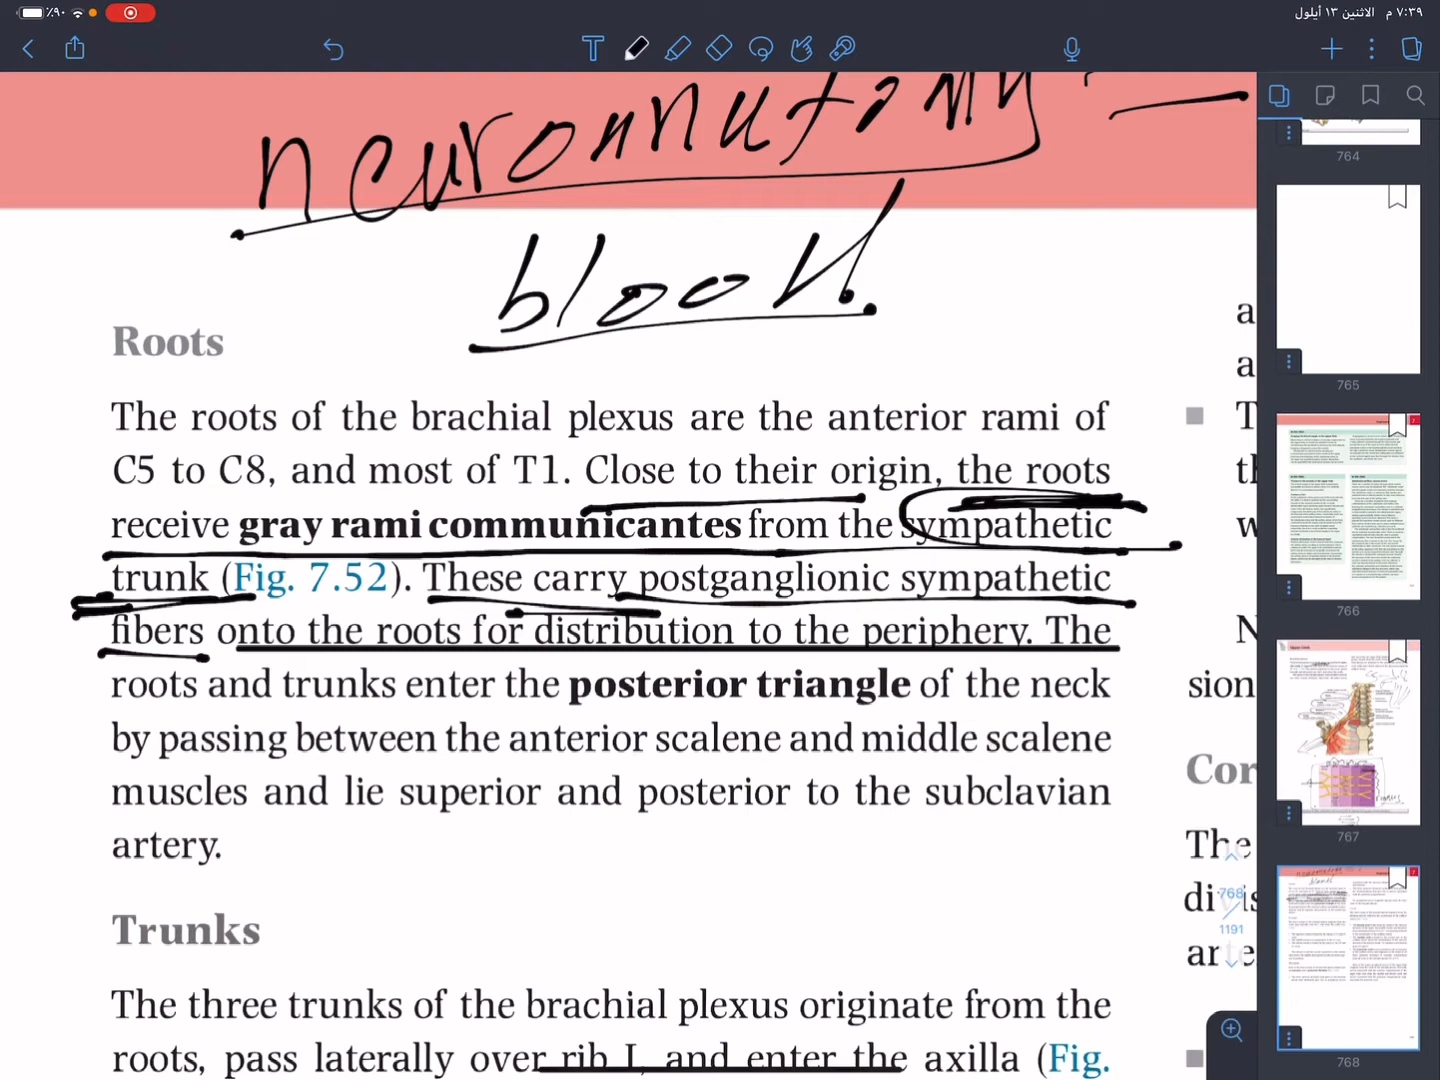 ٪٩٠
٧:٣٩ م الاثنين ١٣ أيلول
neuroannutomy
block.
Roots
The roots of the brachial plexus are the anterior rami of
C5 to C8, and most of T1. Close to their origin, the roots
receive gray rami communicantes from the sympathetic
trunk (Fig. 7.52). These carry postganglionic sympathetic
fibers onto the roots for distribution to the periphery. The
roots and trunks enter the posterior triangle of the neck
by passing between the anterior scalene and middle scalene
muscles and lie superior and posterior to the subclavian
artery.
Trunks
The three trunks of the brachial plexus originate from the
roots, pass laterally over rib I, and enter the axilla (Fig.
a
a
T
th
w
N
sion
Cor
The
divis
arte
768
1191
764
765
766
767
768